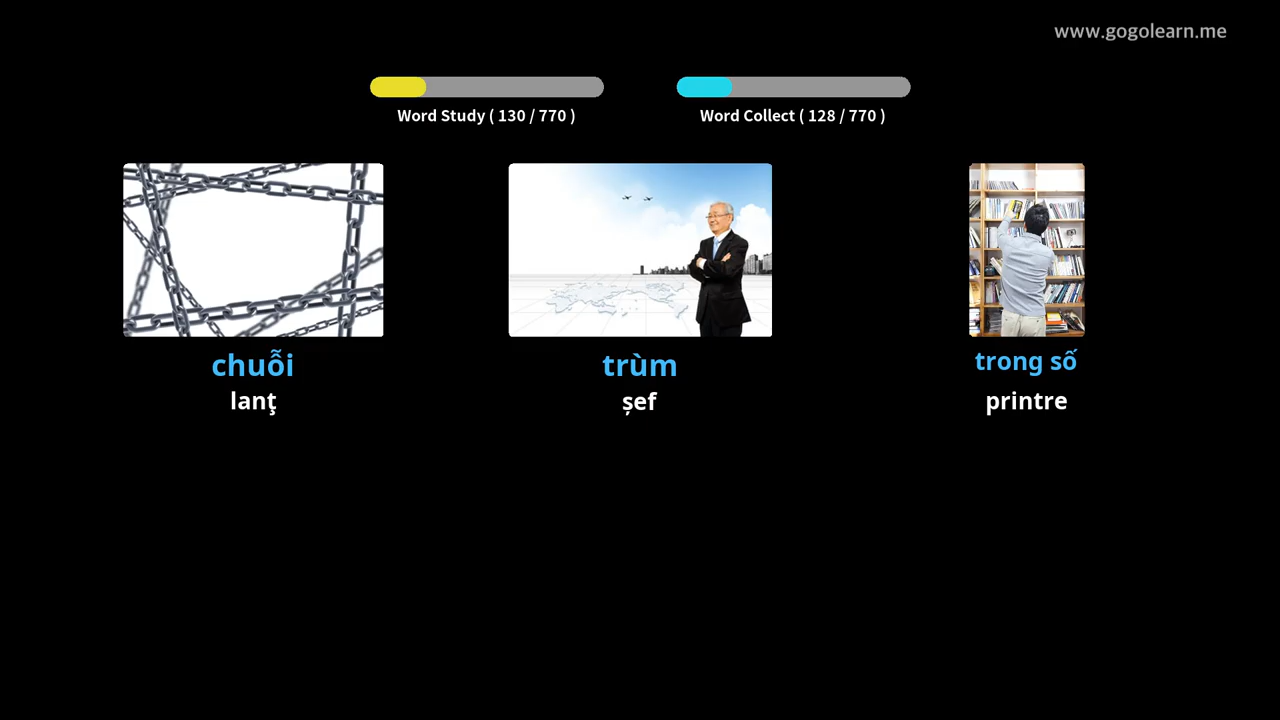 www.gogolearn.me
Word Study ( 130 / 770 )
Word Collect ( 128 / 770 )
chuỗi
lanţ
trùm
șef
trong số
printre